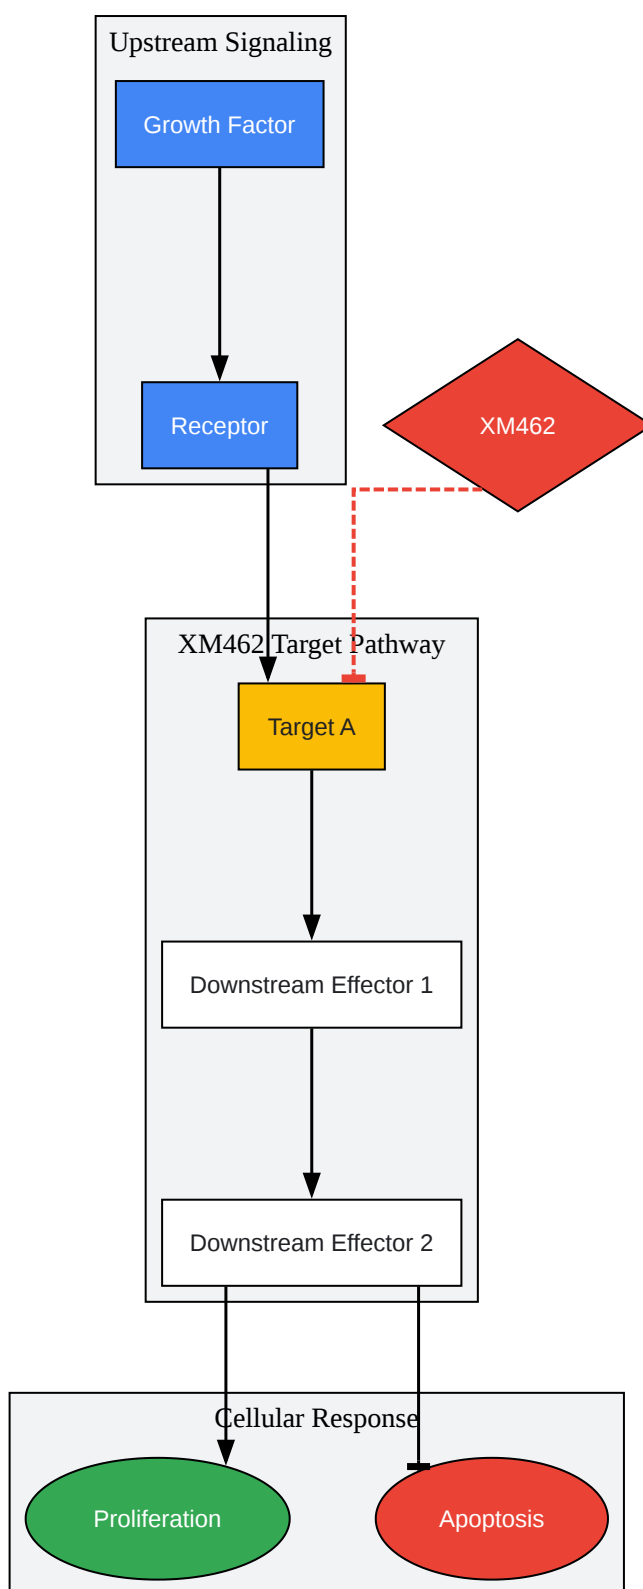 Upstream Signaling
Growth Factor
Receptor
XM462
XM462 Target Pathway
Target A
Downstream Effector 1
Downstream Effector 2
Cellular Response
Proliferation
Apoptosis